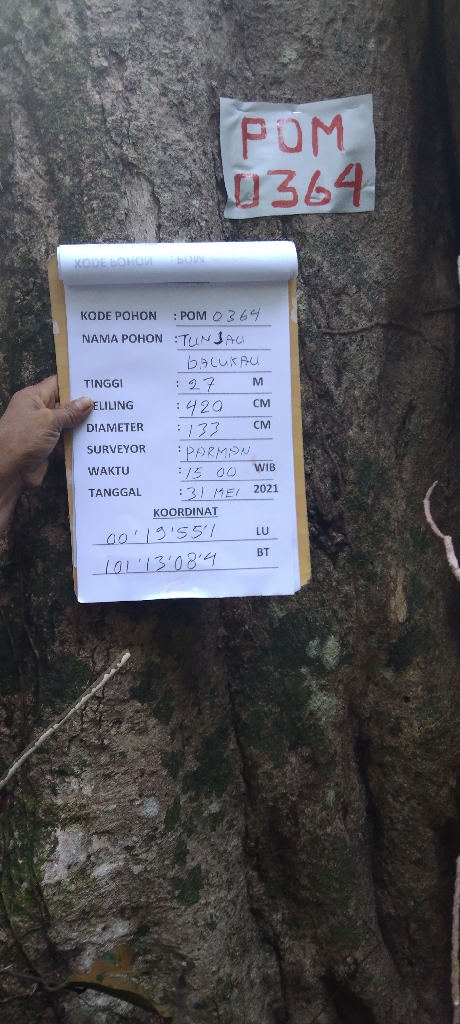 POM
0364
KODE POHON : POM
KODE POHON : POM 0364
NAMA POHON : TUNJAU
BALUKAU
TINGGI : 27 M
ELILING : 420 CM
DIAMETER : 133 CM
SURVEYOR : PARMAN
WAKTU : 15 00 WIB
TANGGAL : 31 MEI 2021
KOORDINAT
00'19'55'1 LU
101'13'08'4 BT